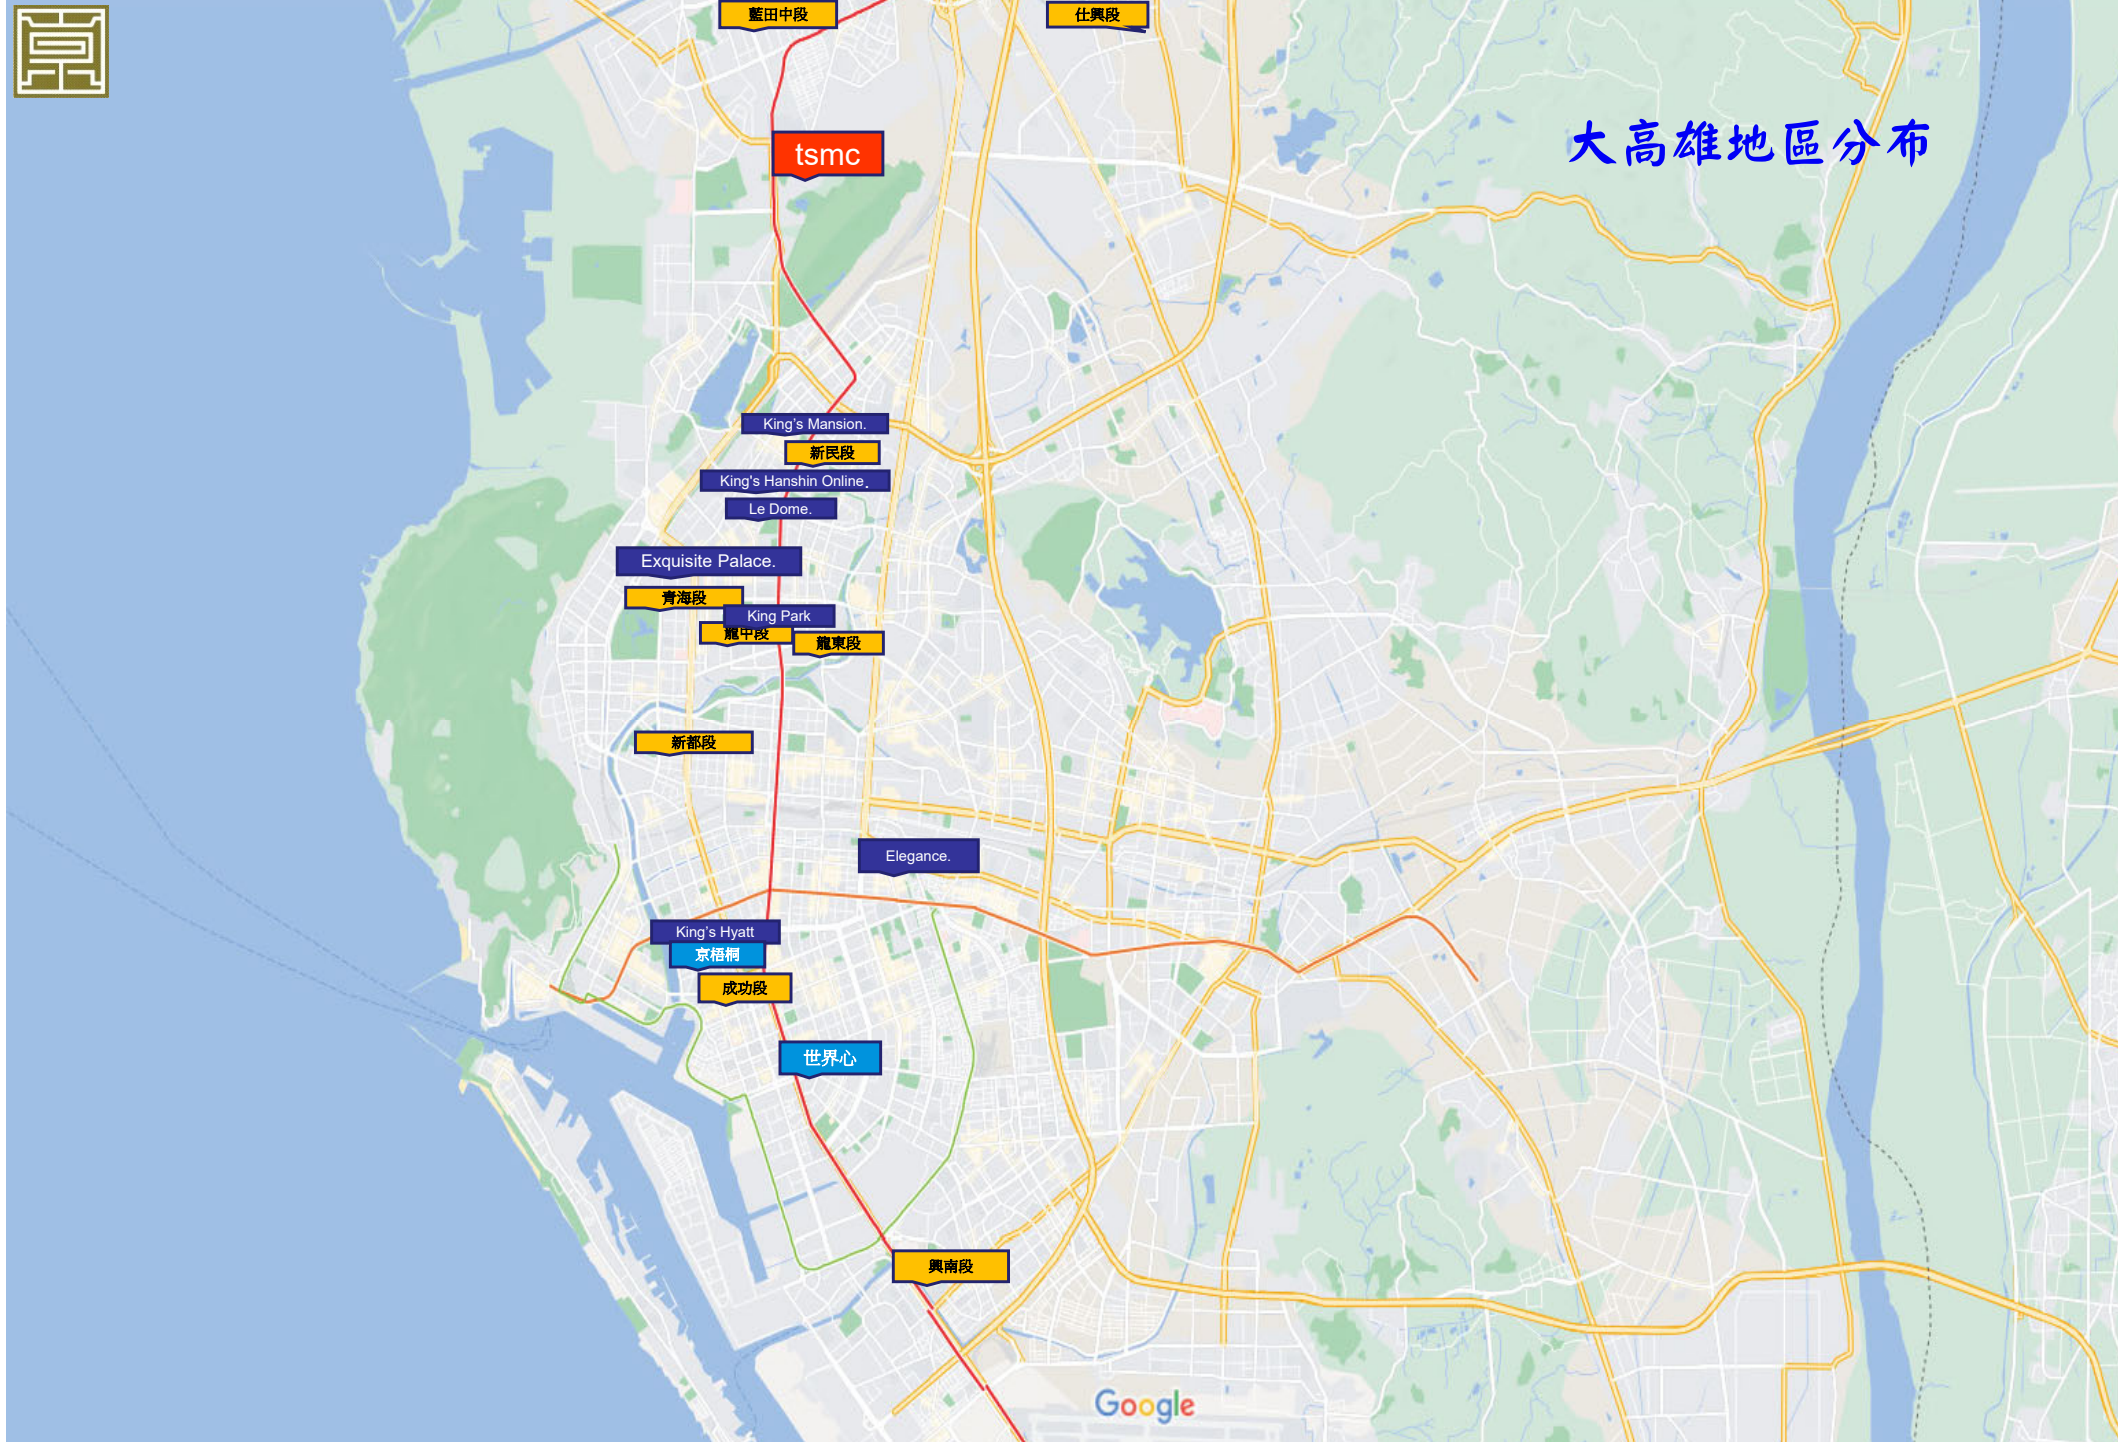 藍田中段
仕興段
大高雄地區分布
tsmc
King's Mansion.
新民段
King's Hanshin Online.
Le Dome.
Exquisite Palace.
青海段
King Park
龍中段
龍東段
新都段
Elegance.
King's Hyatt
京梧桐
成功段
世界心
興南段
Google